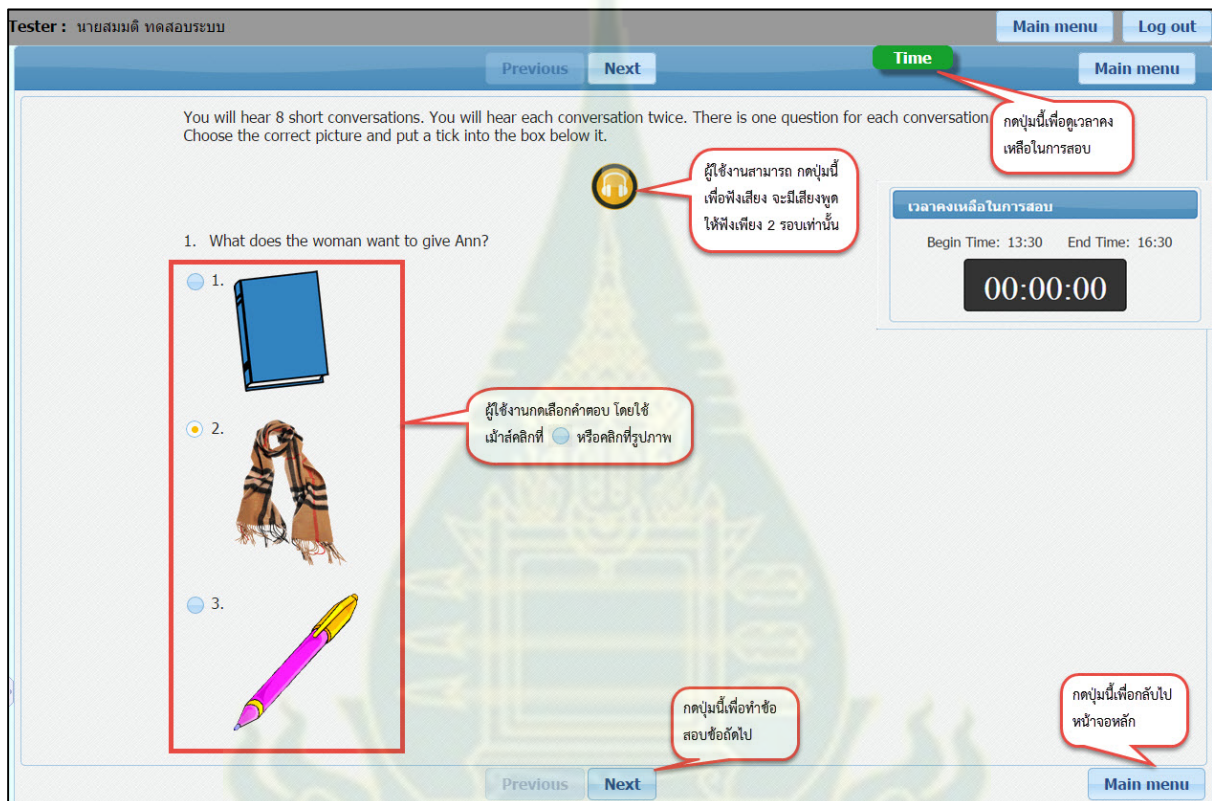 Tester : นายสมมติ ทดสอบระบบ
Main menu
Log out
Previous
Next
Time
Main menu
You will hear 8 short conversations. You will hear each conversation twice. There is one question for each conversation
Choose the correct picture and put a tick into the box below it.
กดปุ่มนี้เพื่อดูเวลาคง
เหลือในการสอบ
ผู้ใช้งานสามารถ กดปุ่มนี้
เพื่อฟังเสียง จะมีเสียงพูด
ให้ฟังเพียง 2 รอบเท่านั้น
เวลาคงเหลือในการสอบ
Begin Time: 13:30 End Time: 16:30
00:00:00
1. What does the woman want to give Ann?
1.
ผู้ใช้งานกดเลือกคำตอบ โดยใช้
เม้าส์คลิกที่ หรือคลิกที่รูปภาพ
2.
3.
กดปุ่มนี้เพื่อทำข้อ
สอบข้อถัดไป
กดปุ่มนี้เพื่อกลับไป
หน้าจอหลัก
Previous
Next
Main menu